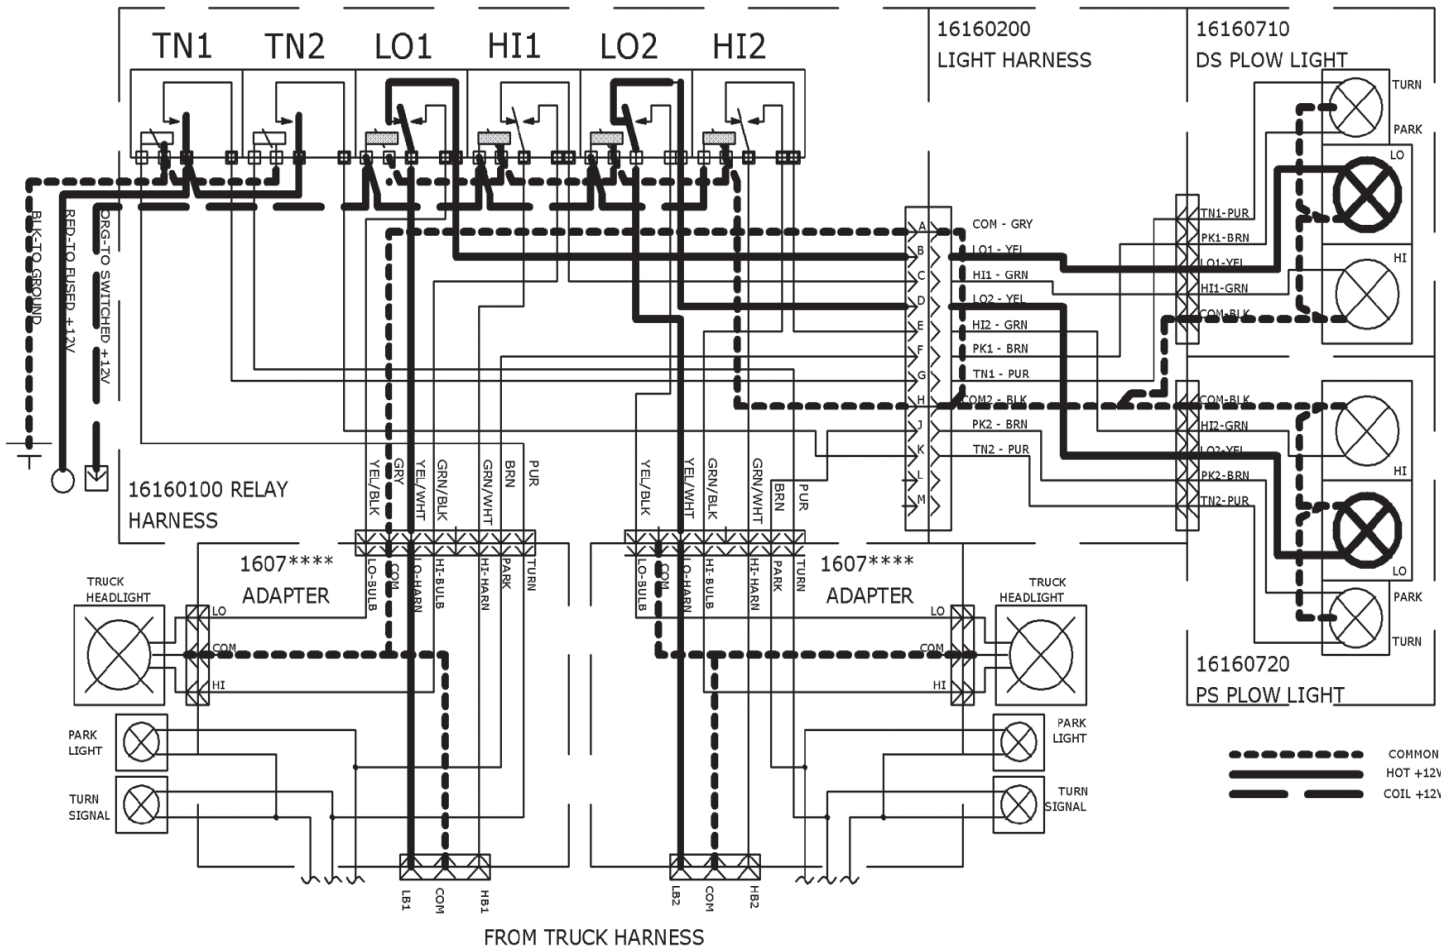 TN1 TN2 LO1 HI1 LO2 HI2
16160200
LIGHT HARNESS
16160710
DS PLOW LIGHT
TURN
PARK
LO
HI
BLK-TO GROUND
RED-TO FUSED +12V
ORG-TO SWITCHED +12V
A
B
C
D
E
F
G
H
J
K
L
M
COM - GRY
LO1 - YEL
HI1 - GRN
LO2 - YEL
HI2 - GRN
PK1 - BRN
TN1 - PUR
COM2 - BLK
PK2 - BRN
TN2 - PUR
TN1-PUR
PK1-BRN
LO1-YEL
HI1-GRN
COM-BLK
COM-BLK
HI2-GRN
LO2-YEL
PK2-BRN
TN2-PUR
HI
LO
PARK
TURN
16160720
PS PLOW LIGHT
16160100 RELAY
HARNESS
YEL/BLK
GRY
YEL/WHT
GRN/BLK
GRN/WHT
BRN
PUR
YEL/BLK
YEL/WHT
GRN/BLK
GRN/WHT
BRN
PUR
1607****
ADAPTER
LO-BULB
COM
LO-HARN
HI-BULB
HI-HARN
PARK
TURN
LO-BULB
COM
LO-HARN
HI-BULB
HI-HARN
PARK
TURN
1607****
ADAPTER
TRUCK
HEADLIGHT
LO
COM
HI
LO
COM
HI
TRUCK
HEADLIGHT
PARK
LIGHT
TURN
SIGNAL
PARK
LIGHT
TURN
SIGNAL
COMMON
HOT +12V
COIL +12V
LB1
COM
HB1
LB2
COM
HB2
FROM TRUCK HARNESS